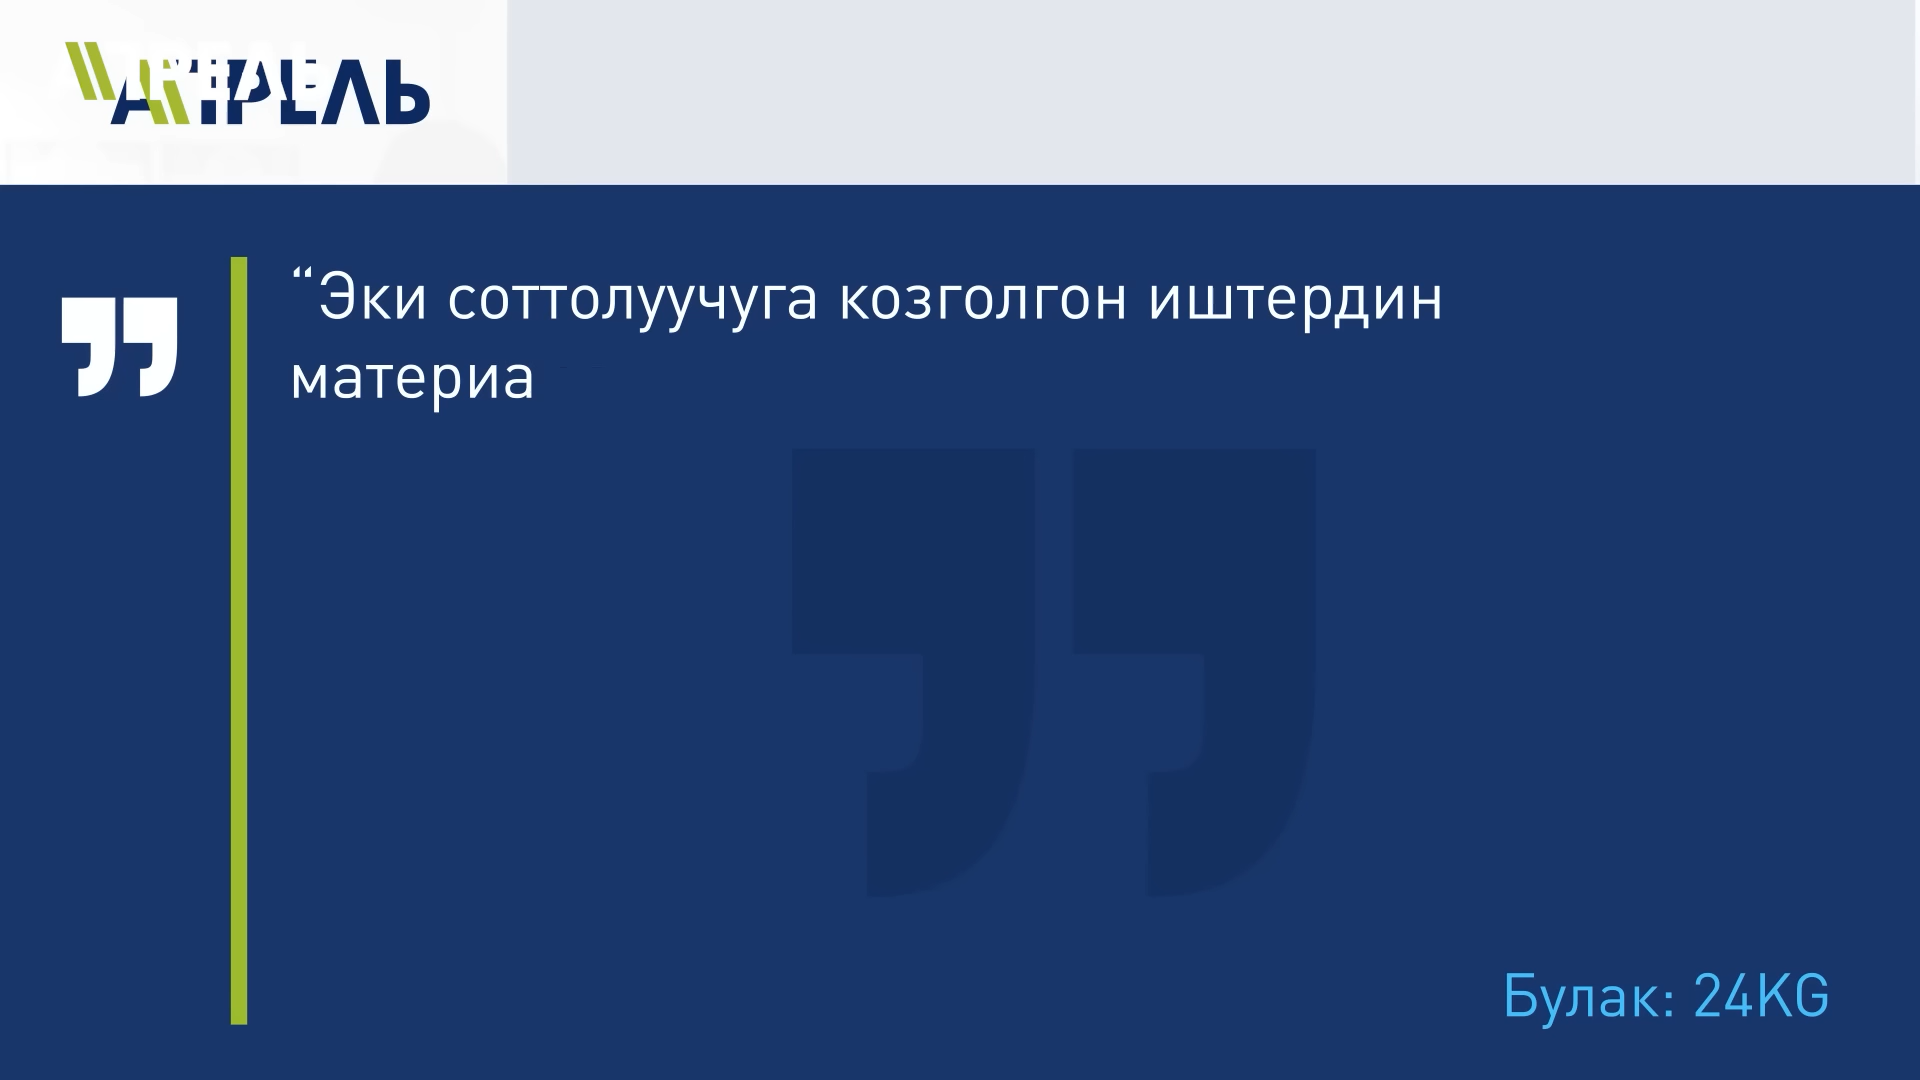 АПРЕЛЬ
“Эки соттолуучуга козголгон иштердин
материа
Булак: 24KG